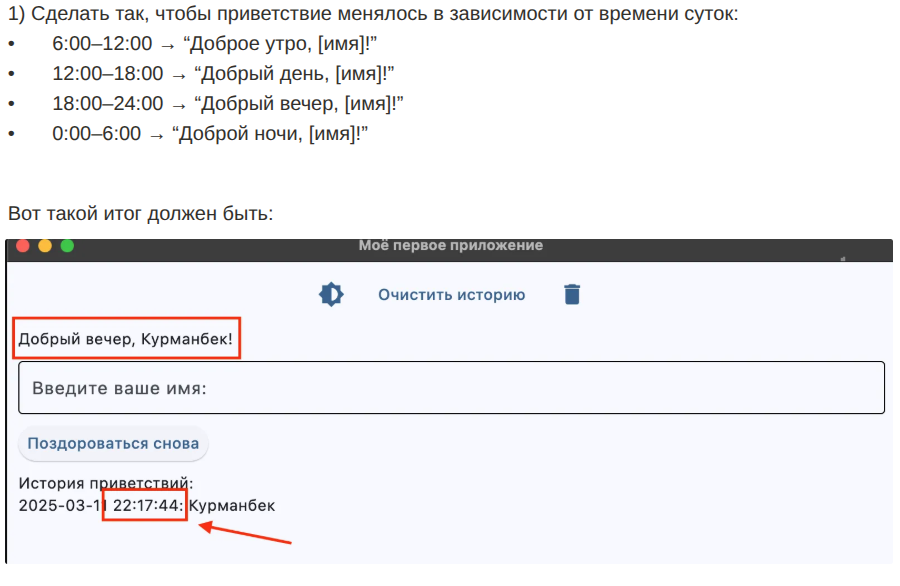 1) Сделать так, чтобы приветствие менялось в зависимости от времени суток:
• 6:00–12:00 → “Доброе утро, [имя]!”
• 12:00–18:00 → “Добрый день, [имя]!”
• 18:00–24:00 → “Добрый вечер, [имя]!”
• 0:00–6:00 → “Доброй ночи, [имя]!”
Вот такой итог должен быть:
Моё первое приложение
Очистить историю
Добрый вечер, Курманбек!
Введите ваше имя:
Поздороваться снова
История приветствий:
2025-03-11 22:17:44: Курманбек